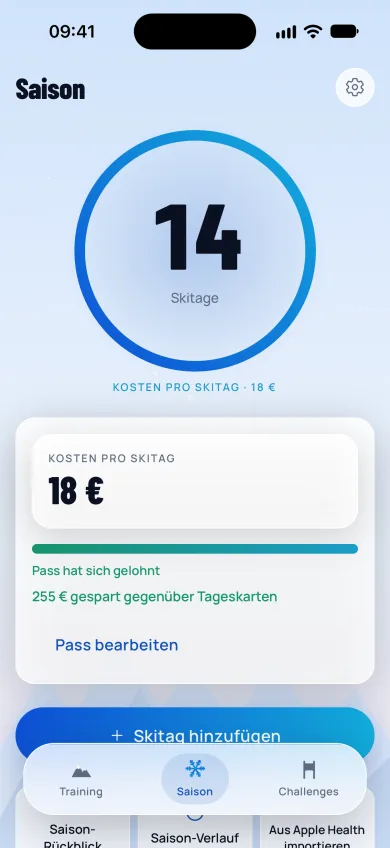 09:41
Saison
14
Skitage
KOSTEN PRO SKITAG · 18 €
KOSTEN PRO SKITAG
18 €
Pass hat sich gelohnt
255 € gespart gegenüber Tageskarten
Pass bearbeiten
+ Skitag hinzufügen
Training
Saison
Challenges
Saison-
Rückblick
Saison-Verlauf
Aus Apple Health
importieren